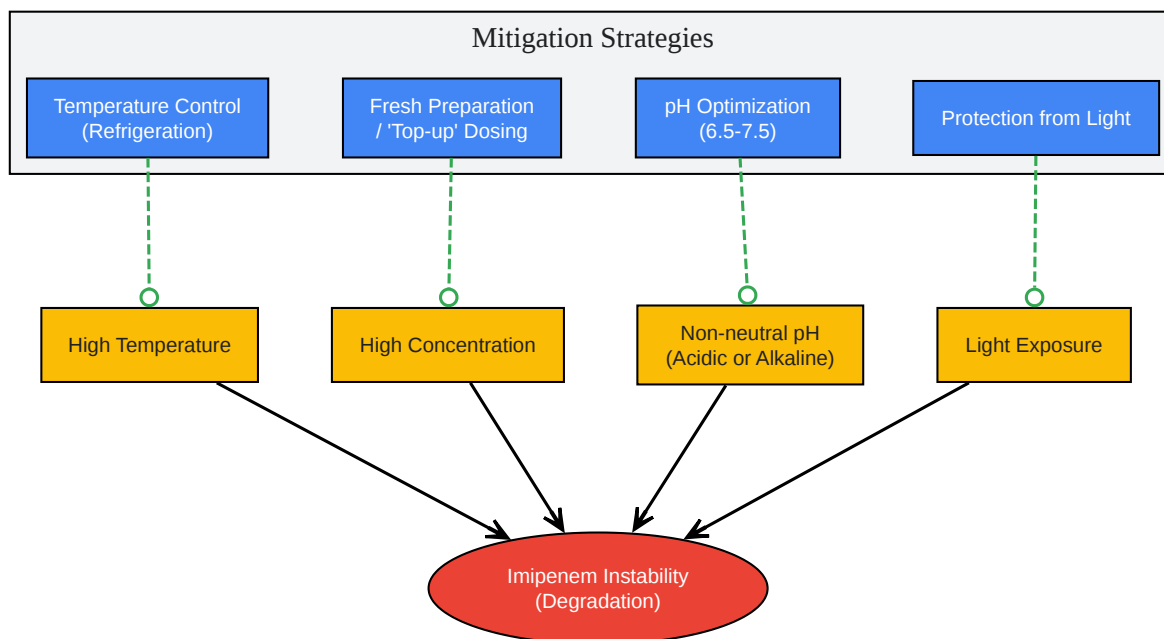 Mitigation Strategies
Temperature Control
(Refrigeration)
Fresh Preparation
/ 'Top-up' Dosing
pH Optimization
(6.5-7.5)
Protection from Light
High Temperature
High Concentration
Non-neutral pH
(Acidic or Alkaline)
Light Exposure
Imipenem Instability
(Degradation)